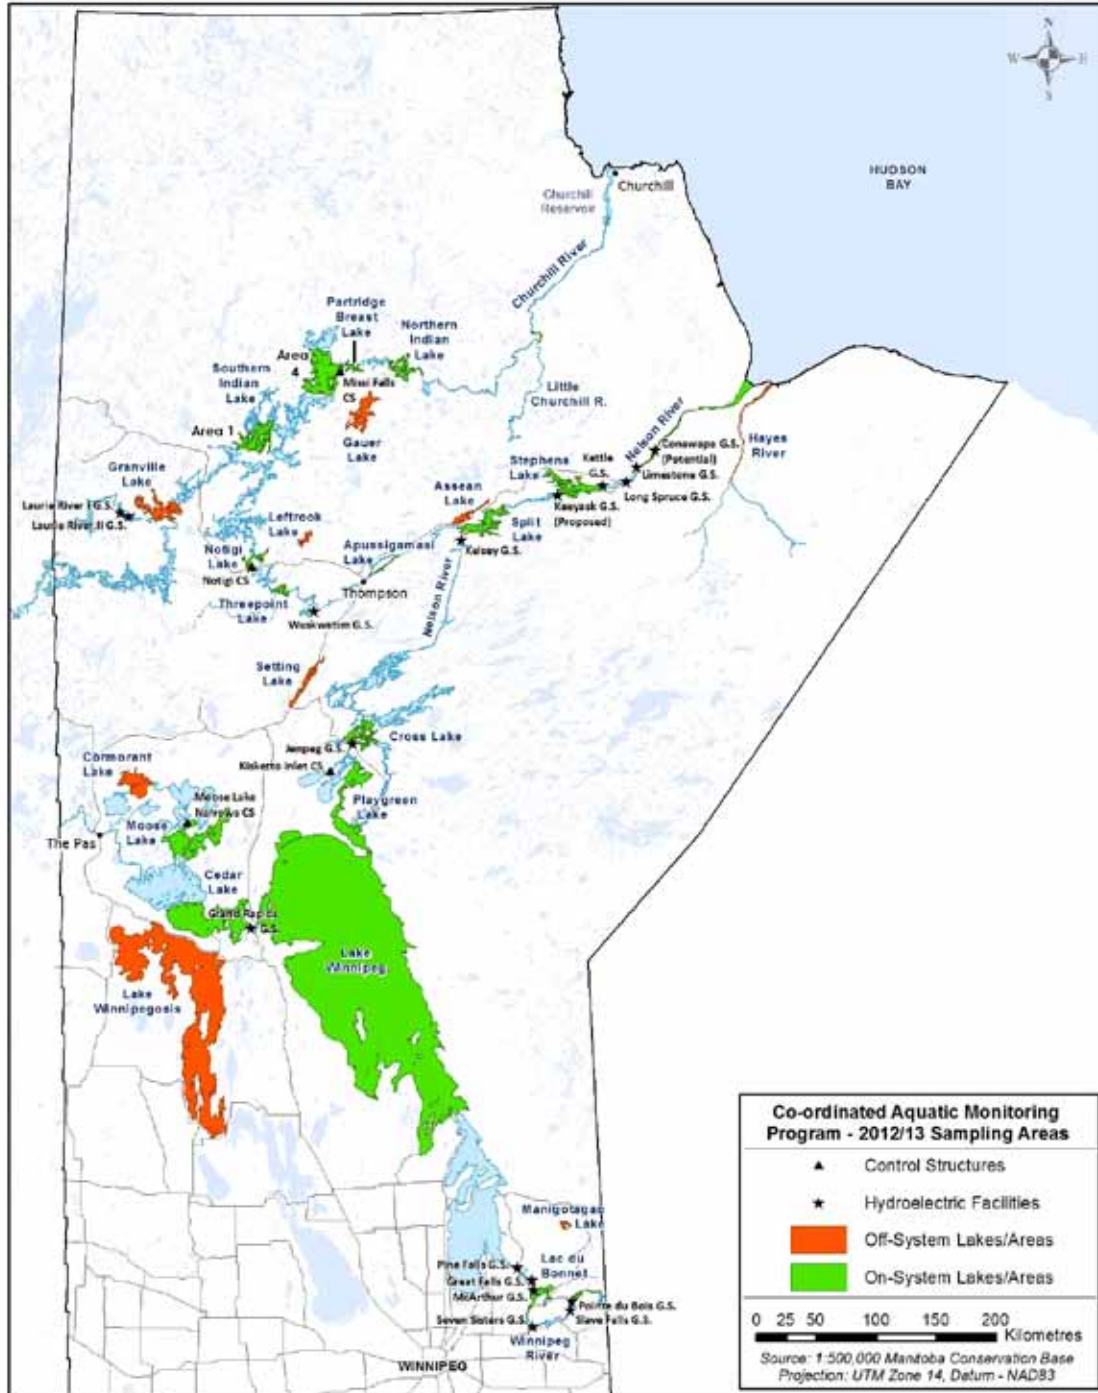 N
W
E
S
HUDSON
BAY
Churchill
Churchill
Reservoir
Churchill River
Partridge
Breast
Lake
Northern
Indian
Lake
Area
4
Southern
Indian
Lake
Missi Falls
CS
Little
Churchill R.
Area 1
Gauer
Lake
Nelson River
Conawapa G.S.
(Potential)
Hayes
River
Granville
Lake
Stephens
Lake
Kettle
G.S.
Limestone G.S.
Long Spruce G.S.
Laurie River I G.S.
Laurie River II G.S.
Assean
Lake
Keeyask G.S.
(Proposed)
Leftrook
Lake
Split
Lake
Apussigamasi
Lake
Kelsey G.S.
Notigi
Lake
Notigi CS
Thompson
Threepoint
Lake
Wuskwatim G.S.
Nelson River
Setting
Lake
Jenpeg G.S.
Cross Lake
Kiskitto Inlet CS
Cormorant
Lake
Playgreen
Lake
Moose Lake
Narrows CS
Moose
Lake
The Pas
Cedar
Lake
Grand Rapids
G.S.
Lake
Winnipeg
Lake
Winnipegosis
Manigotagan
Lake
Pine Falls G.S.
Lac du
Bonnet
Great Falls G.S.
McArthur G.S.
Pointe du Bois G.S.
Seven Sisters G.S.
Slave Falls G.S.
Winnipeg
River
WINNIPEG
Co-ordinated Aquatic Monitoring
Program - 2012/13 Sampling Areas
Control Structures
Hydroelectric Facilities
Off-System Lakes/Areas
On-System Lakes/Areas
0 25 50 100 150 200
Kilometres
Source: 1:500,000 Manitoba Conservation Base
Projection: UTM Zone 14, Datum - NAD83